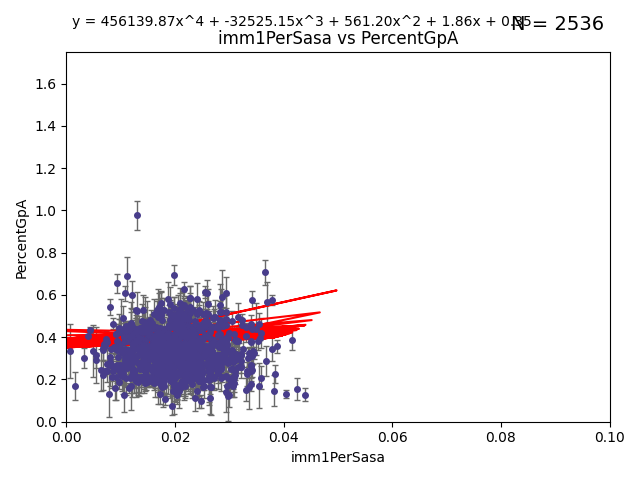 y = 456139.87x^4 + -32525.15x^3 + 561.20x^2 + 1.86x + 0.35
N = 2536
imm1PerSasa vs PercentGpA
PercentGpA
1.6
1.4
1.2
1.0
0.8
0.6
0.4
0.2
0.0
0.00 0.02 0.04 0.06 0.08 0.10
imm1PerSasa